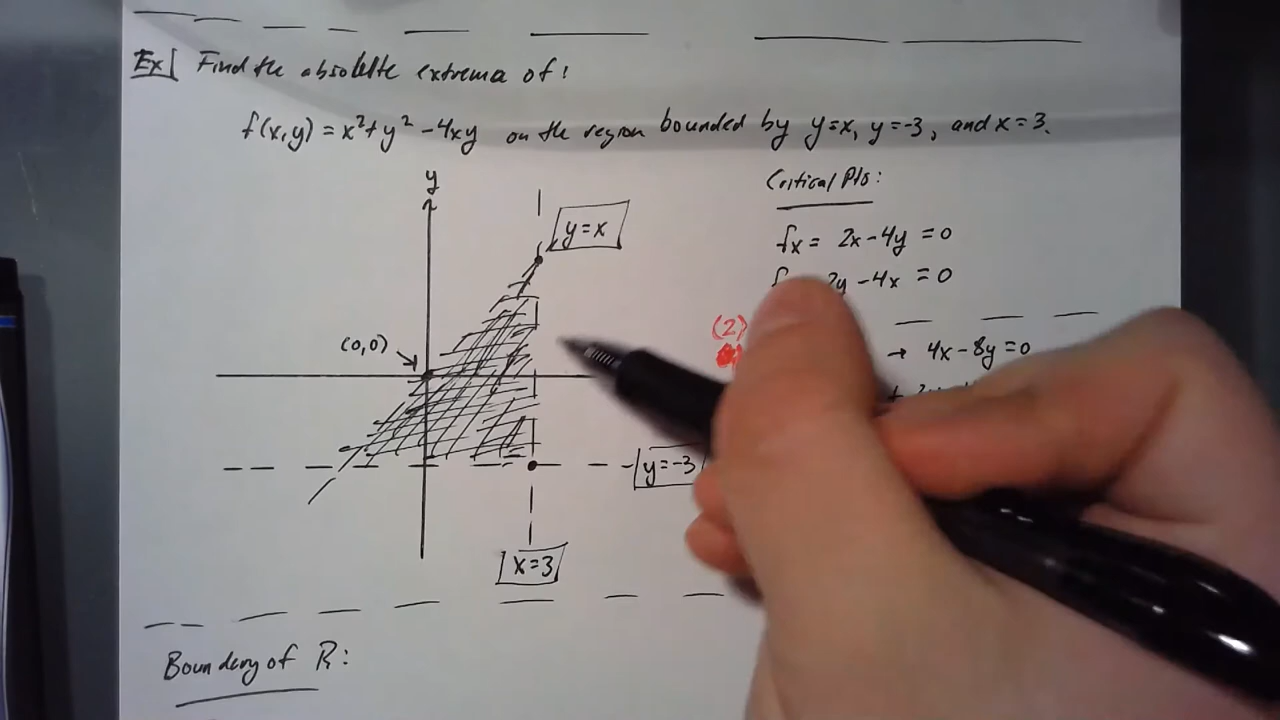 Ex] Find the absolute extrema of:
f(x,y) = x² + y² - 4xy on the region bounded by y=x, y=-3, and x=3.
Critical Pts:
y
y=x
fx = 2x-4y = 0
2y -4x = 0
(0,0)
(2)
→ 4x-8y=0
y=-3
x=3
Boundary of R: